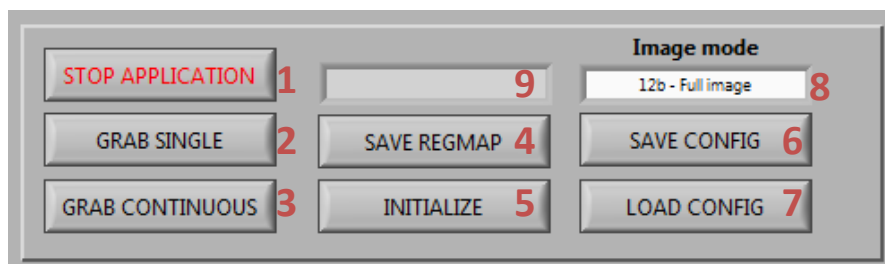 Image mode
STOP APPLICATION 1
9
12b - Full image 8
GRAB SINGLE 2
SAVE REGMAP 4
SAVE CONFIG 6
GRAB CONTINUOUS 3
INITIALIZE 5
LOAD CONFIG 7